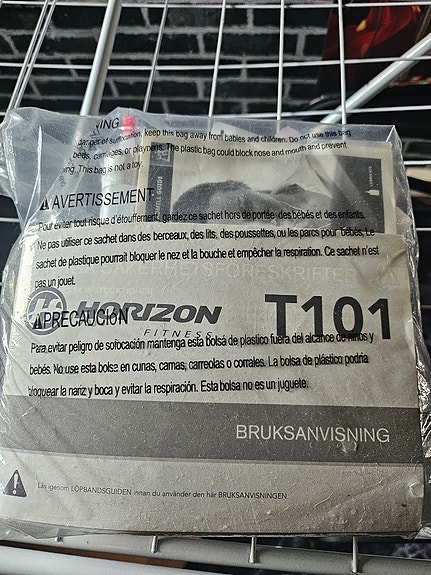 danger of suffocation, keep this bag away from babies and children. Do not use this bag
beds, carriages, or playpens. The plastic bag could block nose and mouth and prevent
This bag is not a toy.
AVERTISSEMENT
Pour éviter tout risque d'étouffement, gardez ce sachet hors de portée des bébés et des enfants.
Ne pas utiliser ce sachet dans des berceaux, des lits, des poussettes, ou les parcs pour bébés. Le
sachet de plastique pourrait bloquer le nez et la bouche et empêcher la respiration. Ce sachet n'est
pas un jouet.
HORIZON
FITNESS
T101
PRECAUCIÓN
Para evitar peligro de sofocación mantenga esta bolsa de plastico fuera del alcance de niños y
bebés. No use esta bolsa en cunas, camas, carreolas o corrales. La bolsa de plástico podria
bloquear la nariz y boca y evitar la respiración. Esta bolsa no es un juguete.
BRUKSANVISNING
Läs igenom LÖPBANDSGUIDEN innan du använder den här BRUKSANVISNINGEN.